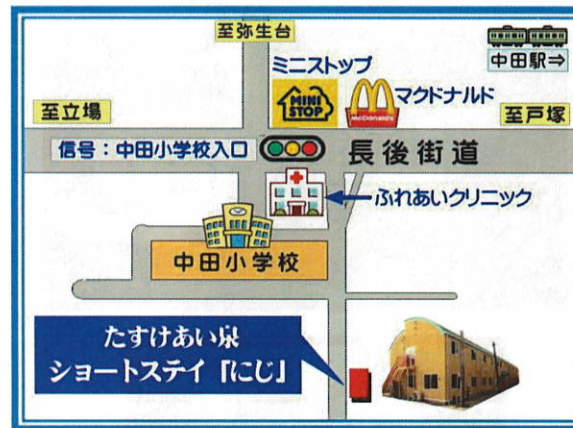 至弥生台
中田駅⇒
ミニストップ
MINI
STOP
McDonald's
マクドナルド
至立場
至戸塚
信号:中田小学校入口
長後街道
ふれあいクリニック
中田小学校
たすけあい泉
ショートステイ「にじ」